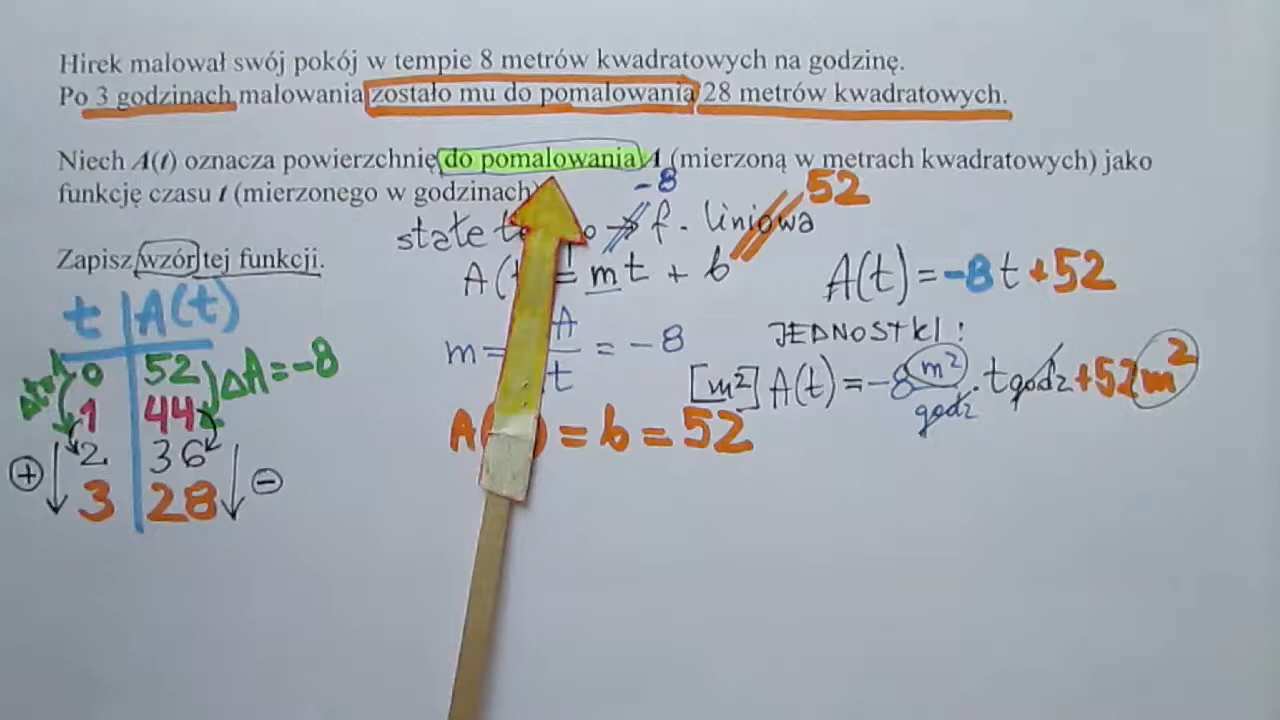 Hirek malował swój pokój w tempie 8 metrów kwadratowych na godzinę.
Po 3 godzinach malowania zostało mu do pomalowania 28 metrów kwadratowych.
Niech A(t) oznacza powierzchnię do pomalowania A (mierzoną w metrach kwadratowych) jako
funkcję czasu t (mierzonego w godzinach)
Zapisz wzór tej funkcji.
-8 52
stałe → f. liniowa
A(t) = mt + b
A(t) = -8t + 52
m = A t = -8
JEDNOSTKI:
[m²] A(t) = -8 m²/godz · t godz + 52 m²
A( ) = b = 52
t A(t)
0 52 ΔA = -8
1 44
2 36
+ 3 28 -